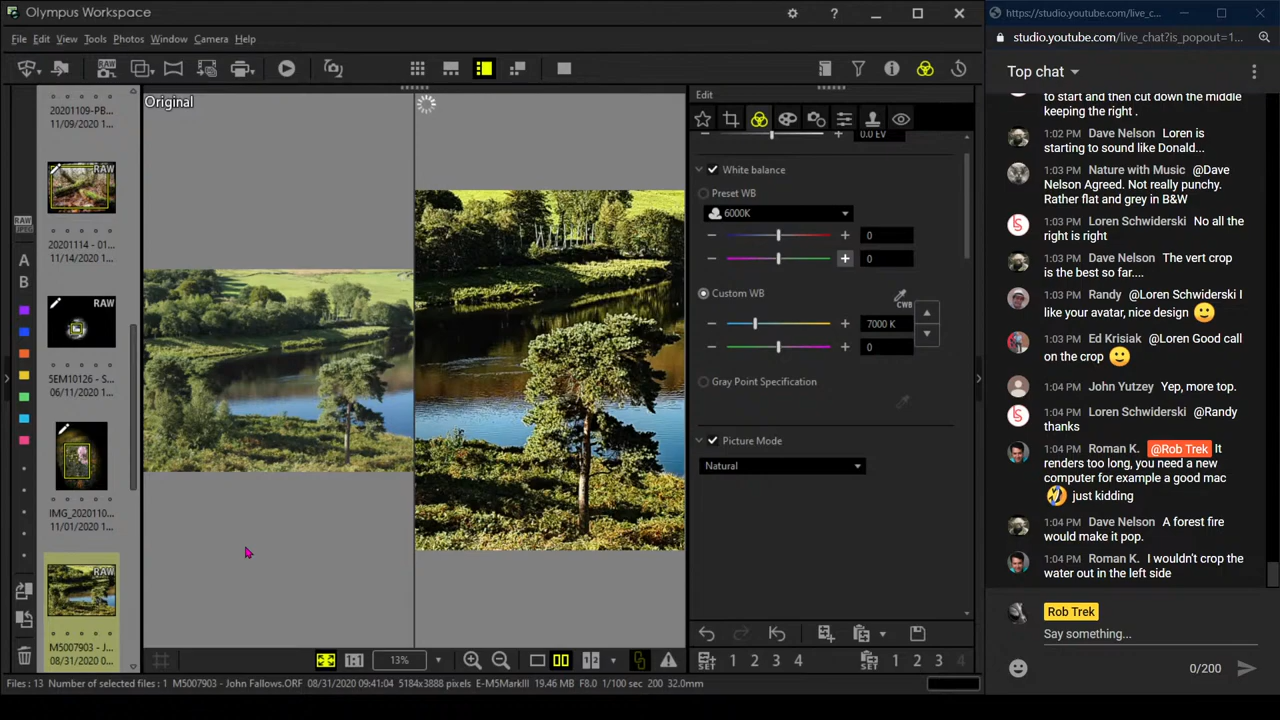 Olympus Workspace
File Edit View Tools Photos Window Camera Help
20201109-PB...
11/09/2020 1...
RAW
20201114 - 01...
11/14/2020 1...
RAW
5EM10126 - S...
06/11/2020 1...
IMG_2020110...
11/01/2020 1...
RAW
M5007903 - J...
08/31/2020 0...
RAW
JPEG
A
B
Original
Edit
0.0 EV
White balance
Preset WB
6000K
0
0
Custom WB
CWB
7000 K
0
Gray Point Specification
Picture Mode
Natural
1:1 13%
SET 1 2 3 4 SET 1 2 3 4
Files : 13 Number of selected files : 1 M5007903 - John Fallows.ORF 08/31/2020 09:41:04 5184x3888 pixels E-M5MarkIII 19.46 MB F8.0 1/100 sec 200 32.0mm
https://studio.youtube.com/live_c...
studio.youtube.com/live_chat?is_popout=1...
Top chat
to start and then cut down the middle
keeping the right .
1:02 PM Dave Nelson Loren is
starting to sound like Donald...
1:03 PM Nature with Music @Dave
Nelson Agreed. Not really punchy.
Rather flat and grey in B&W
1:03 PM Loren Schwiderski No all the
right is right
1:03 PM Dave Nelson The vert crop
is the best so far....
1:03 PM Randy @Loren Schwiderski I
like your avatar, nice design 🙂
1:03 PM Ed Krisiak @Loren Good call
on the crop 🙂
1:04 PM John Yutzey Yep, more top.
1:04 PM Loren Schwiderski @Randy
thanks
1:04 PM Roman K. @Rob Trek It
renders too long, you need a new
computer for example a good mac
🤣 just kidding
1:04 PM Dave Nelson A forest fire
would make it pop.
1:04 PM Roman K. I wouldn't crop the
water out in the left side
Rob Trek
Say something...
0/200